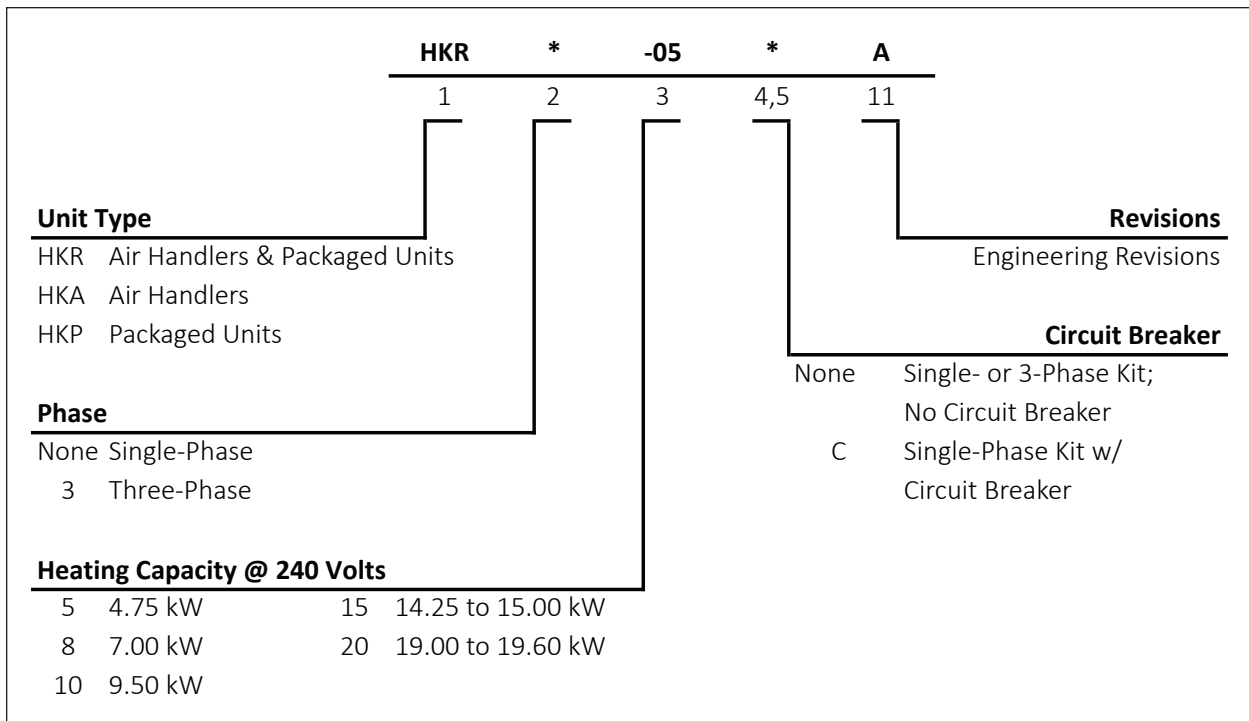 HKR * -05 * A
1 2 3 4,5 11
Unit Type
HKR Air Handlers & Packaged Units
HKA Air Handlers
HKP Packaged Units
Revisions
Engineering Revisions
Circuit Breaker
None Single- or 3-Phase Kit;
No Circuit Breaker
C Single-Phase Kit w/
Circuit Breaker
Phase
None Single-Phase
3 Three-Phase
Heating Capacity @ 240 Volts
5 4.75 kW 15 14.25 to 15.00 kW
8 7.00 kW 20 19.00 to 19.60 kW
10 9.50 kW